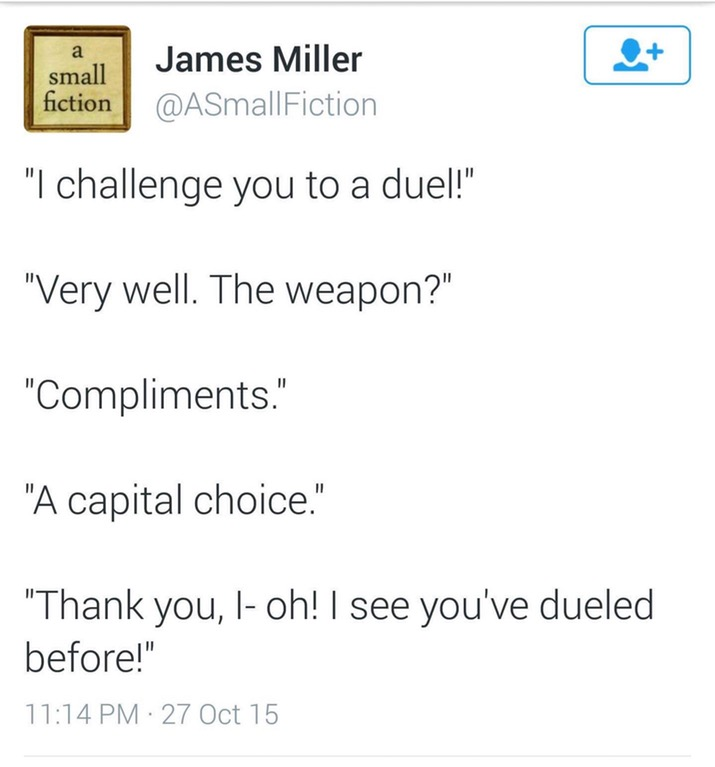 a
small
fiction
James Miller
@ASmallFiction
"I challenge you to a duel!"
"Very well. The weapon?"
"Compliments."
"A capital choice."
"Thank you, I- oh! I see you've dueled
before!"
11:14 PM · 27 Oct 15